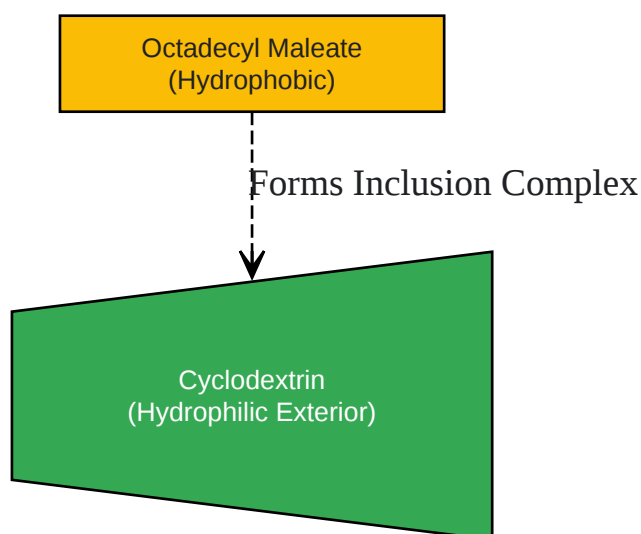 Octadecyl Maleate
(Hydrophobic)
Forms Inclusion Complex
Cyclodextrin
(Hydrophilic Exterior)